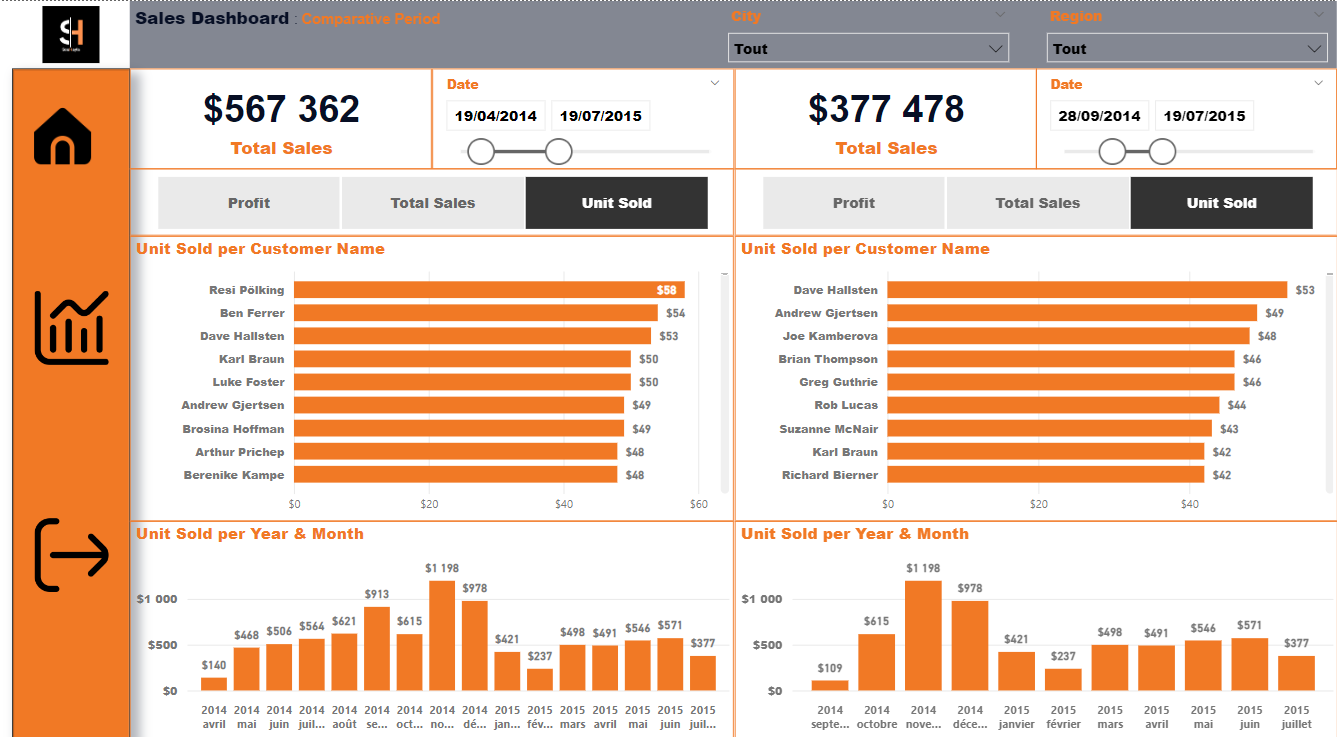 SH
Sales Dashboard : Comparative Period
City
Region
Tout
Tout
$567 362
Total Sales
Date
19/04/2014
19/07/2015
$377 478
Total Sales
Date
28/09/2014
19/07/2015
Profit
Total Sales
Unit Sold
Profit
Total Sales
Unit Sold
Unit Sold per Customer Name
Resi Pölking $58
Ben Ferrer $54
Dave Hallsten $53
Karl Braun $50
Luke Foster $50
Andrew Gjertsen $49
Brosina Hoffman $49
Arthur Prichep $48
Berenike Kampe $48
$0 $20 $40 $60
Unit Sold per Customer Name
Dave Hallsten $53
Andrew Gjertsen $49
Joe Kamberova $48
Brian Thompson $46
Greg Guthrie $46
Rob Lucas $44
Suzanne McNair $43
Karl Braun $42
Richard Bierner $42
$0 $20 $40
Unit Sold per Year & Month
$1 000
$500
$0
$140 $468 $506 $564 $621 $913 $615 $1 198 $978 $421 $237 $498 $491 $546 $571 $377
2014 2014 2014 2014 2014 2014 2014 2014 2014 2015 2015 2015 2015 2015 2015 2015
avril mai juin juil... août se... oct... no... dé... jan... fév... mars avril mai juin juil...
Unit Sold per Year & Month
$1 000
$500
$0
$109 $615 $1 198 $978 $421 $237 $498 $491 $546 $571 $377
2014 2014 2014 2014 2015 2015 2015 2015 2015 2015 2015
septe... octobre nove... déce... janvier février mars avril mai juin juillet